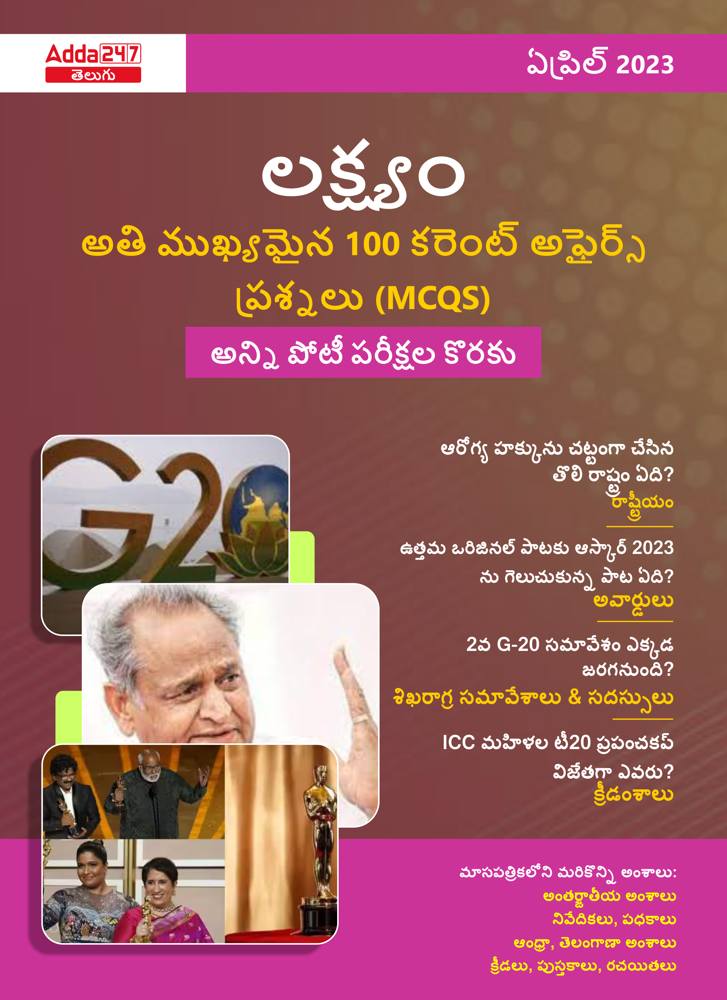 Adda247
తెలుగు
ఏప్రిల్ 2023
లక్ష్యం
అతి ముఖ్యమైన 100 కరెంట్ అఫైర్స్
ప్రశ్నలు (MCQS)
అన్ని పోటీ పరీక్షల కొరకు
G20
ఆరోగ్య హక్కును చట్టంగా చేసిన
తొలి రాష్ట్రం ఏది?
రాష్ట్రీయం
ఉత్తమ ఒరిజినల్ పాటకు ఆస్కార్ 2023
ను గెలుచుకున్న పాట ఏది?
అవార్డులు
2వ G-20 సమావేశం ఎక్కడ
జరగనుంది?
శిఖరాగ్ర సమావేశాలు & సదస్సులు
ICC మహిళల టీ20 ప్రపంచకప్
విజేతగా ఎవరు?
క్రీడంశాలు
మాసపత్రికలోని మరికొన్ని అంశాలు:
అంతర్జాతీయ అంశాలు
నివేదికలు, పధకాలు
ఆంధ్రా, తెలంగాణా అంశాలు
క్రీడలు, పుస్తకాలు, రచయితలు